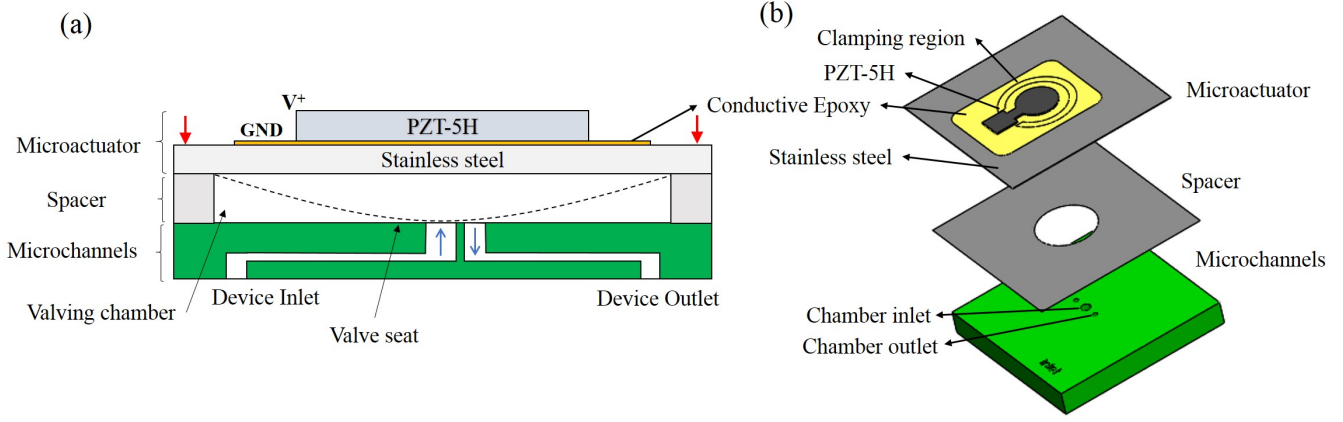 (a)
V+
GND
PZT-5H
Conductive Epoxy
Microactuator
Stainless steel
Spacer
Microchannels
Device Inlet
Device Outlet
Valving chamber
Valve seat
(b)
Clamping region
PZT-5H
Microactuator
Stainless steel
Spacer
Microchannels
Chamber inlet
Chamber outlet
Inlet